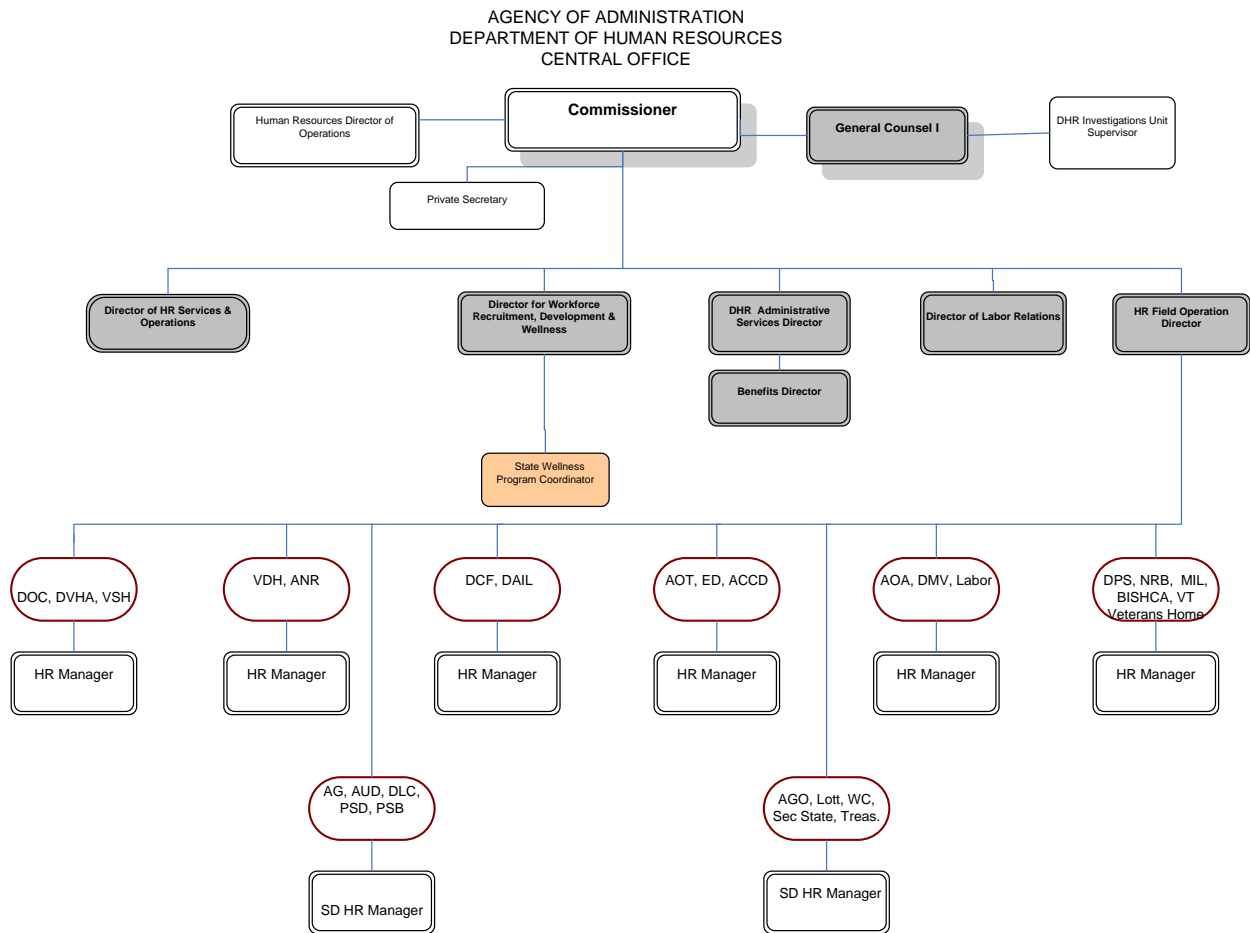 AGENCY OF ADMINISTRATION
DEPARTMENT OF HUMAN RESOURCES
CENTRAL OFFICE
Human Resources Director of
Operations
Commissioner
General Counsel I
DHR Investigations Unit
Supervisor
Private Secretary
Director of HR Services &
Operations
Director for Workforce
Recruitment, Development &
Wellness
DHR Administrative
Services Director
Director of Labor Relations
HR Field Operation
Director
Benefits Director
State Wellness
Program Coordinator
DOC, DVHA, VSH
VDH, ANR
DCF, DAIL
AOT, ED, ACCD
AOA, DMV, Labor
DPS, NRB, MIL,
BISHCA, VT
Veterans Home
HR Manager
HR Manager
HR Manager
HR Manager
HR Manager
HR Manager
AG, AUD, DLC,
PSD, PSB
AGO, Lott, WC,
Sec State, Treas.
SD HR Manager
SD HR Manager